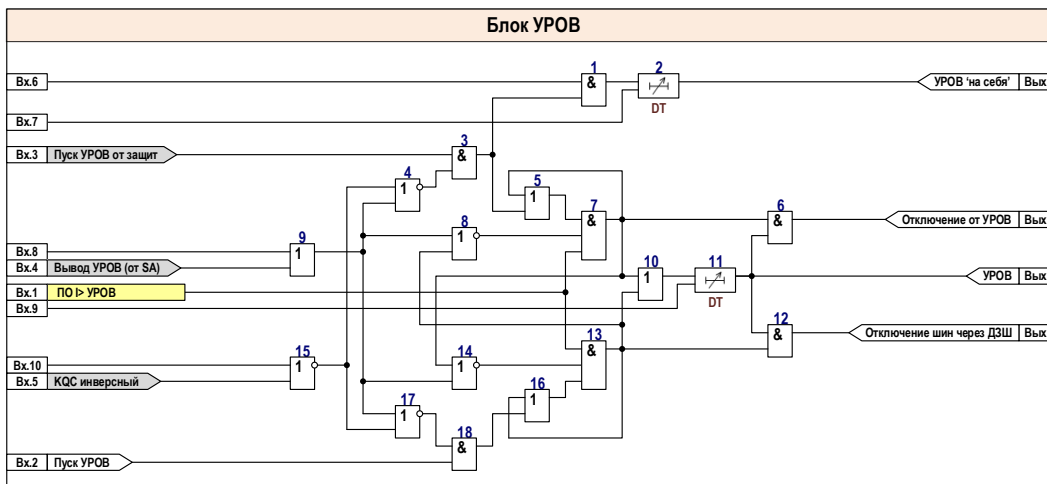 Блок УРОВ
1
2
Вх.6
&
УРОВ ‘на себя’
Вых
DT
Вх.7
3
Вх.3
Пуск УРОВ от защит
&
4
5
1
1
7
6
8
&
&
Отключение от УРОВ
Вых
9
1
Вх.8
1
10
11
Вх.4
Вывод УРОВ (от SA)
1
УРОВ
Вых
Вх.1
ПО I> УРОВ
DT
12
Вх.9
13
&
Отключение шин через ДЗШ
Вых
15
14
&
Вх.10
1
1
16
Вх.5
KQC инверсный
17
1
1
18
&
Вх.2
Пуск УРОВ